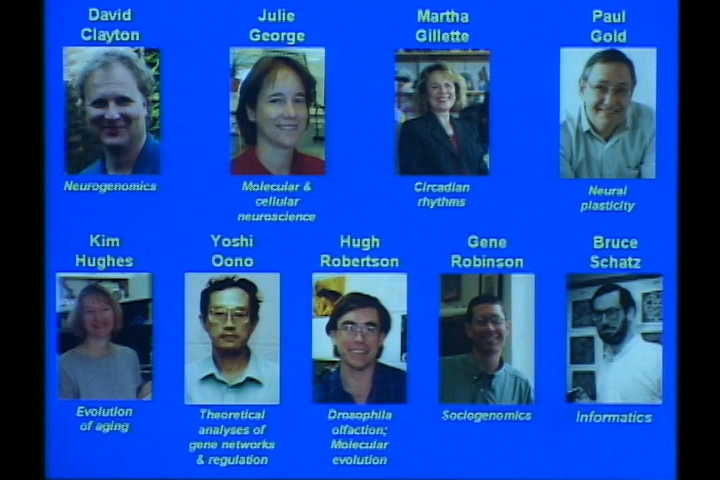 David
Clayton
Julie
George
Martha
Gillette
Paul
Gold
Neurogenomics
Molecular &
cellular
neuroscience
Circadian
rhythms
Neural
plasticity
Kim
Hughes
Yoshi
Oono
Hugh
Robertson
Gene
Robinson
Bruce
Schatz
Evolution
of aging
Theoretical
analyses of
gene networks
& regulation
Drosophila
olfaction;
Molecular
evolution
Sociogenomics
Informatics